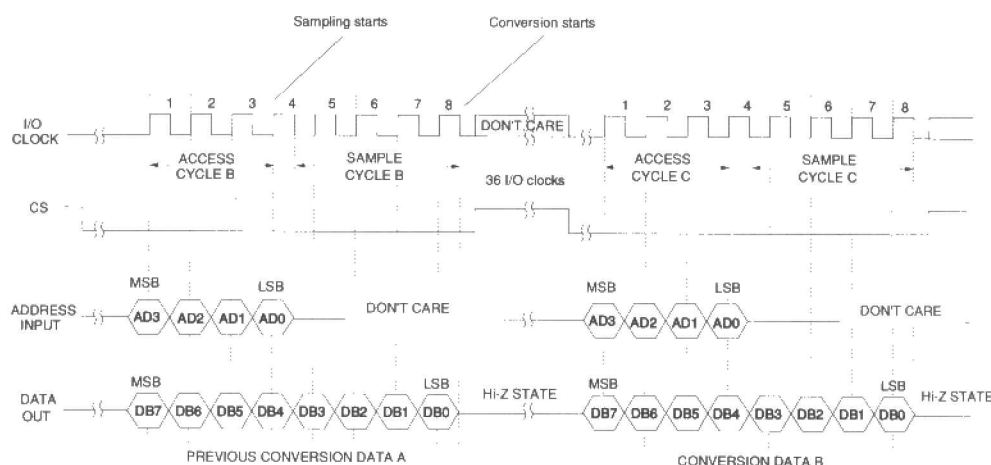 Sampling starts
Conversion starts
1 2 3 4 5 6 7 8
1 2 3 4 5 6 7 8
I/O
CLOCK
DON'T CARE
ACCESS
CYCLE B
SAMPLE
CYCLE B
36 I/O clocks
ACCESS
CYCLE C
SAMPLE
CYCLE C
CS
MSB
LSB
MSB
LSB
ADDRESS
INPUT
AD3 AD2 AD1 AD0
DON'T CARE
AD3 AD2 AD1 AD0
DON'T CARE
MSB
LSB
Hi-Z STATE
MSB
LSB
Hi-Z STATE
DATA
OUT
DB7 DB6 DB5 DB4 DB3 DB2 DB1 DB0
DB7 DB6 DB5 DB4 DB3 DB2 DB1 DB0
PREVIOUS CONVERSION DATA A
CONVERSION DATA B